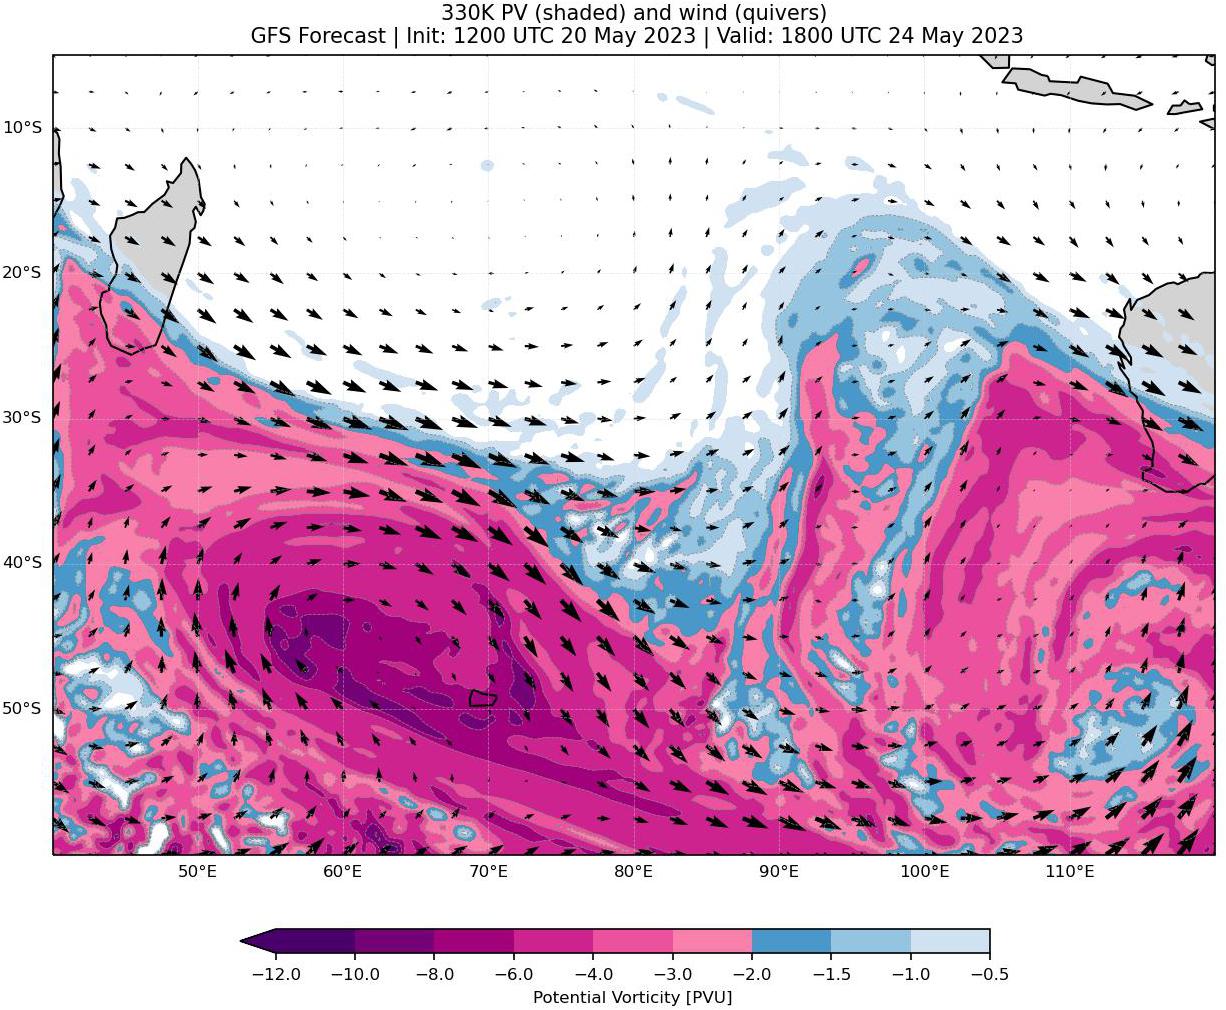 330K PV (shaded) and wind (quivers)
GFS Forecast | Init: 1200 UTC 20 May 2023 | Valid: 1800 UTC 24 May 2023
10°S
20°S
30°S
40°S
50°S
50°E 60°E 70°E 80°E 90°E 100°E 110°E
−12.0 −10.0 −8.0 −6.0 −4.0 −3.0 −2.0 −1.5 −1.0 −0.5
Potential Vorticity [PVU]